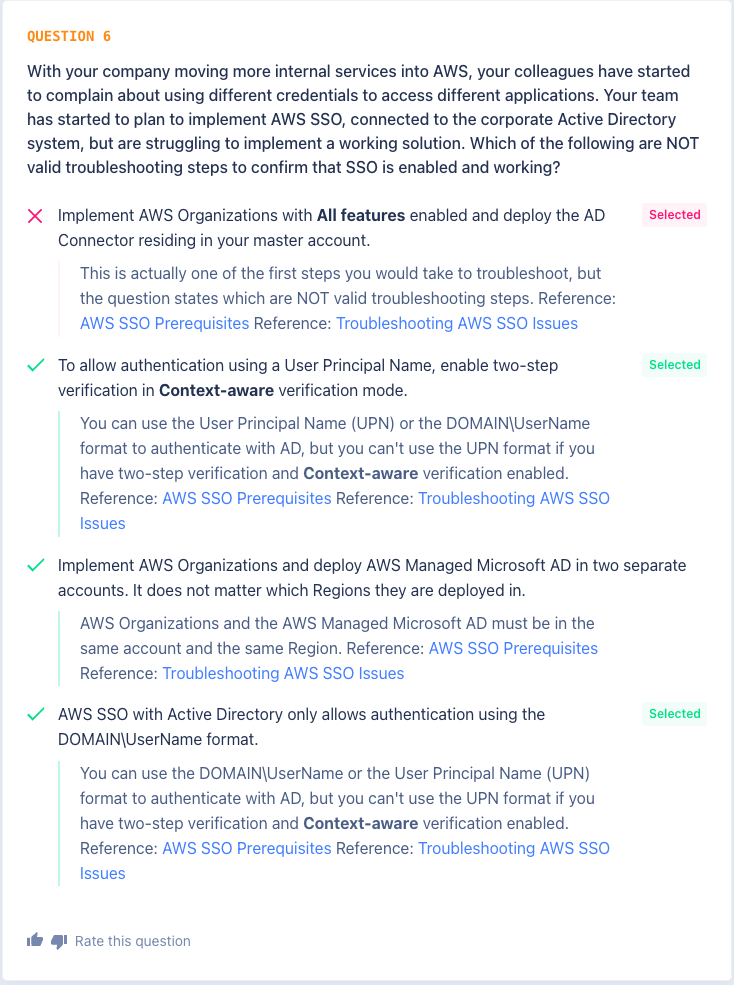 QUESTION 6
With your company moving more internal services into AWS, your colleagues have started
to complain about using different credentials to access different applications. Your team
has started to plan to implement AWS SSO, connected to the corporate Active Directory
system, but are struggling to implement a working solution. Which of the following are NOT
valid troubleshooting steps to confirm that SSO is enabled and working?
Implement AWS Organizations with All features enabled and deploy the AD
Connector residing in your master account.
Selected
This is actually one of the first steps you would take to troubleshoot, but
the question states which are NOT valid troubleshooting steps. Reference:
AWS SSO Prerequisites Reference: Troubleshooting AWS SSO Issues
To allow authentication using a User Principal Name, enable two-step
verification in Context-aware verification mode.
Selected
You can use the User Principal Name (UPN) or the DOMAIN\UserName
format to authenticate with AD, but you can't use the UPN format if you
have two-step verification and Context-aware verification enabled.
Reference: AWS SSO Prerequisites Reference: Troubleshooting AWS SSO
Issues
Implement AWS Organizations and deploy AWS Managed Microsoft AD in two separate
accounts. It does not matter which Regions they are deployed in.
AWS Organizations and the AWS Managed Microsoft AD must be in the
same account and the same Region. Reference: AWS SSO Prerequisites
Reference: Troubleshooting AWS SSO Issues
AWS SSO with Active Directory only allows authentication using the
DOMAIN\UserName format.
Selected
You can use the DOMAIN\UserName or the User Principal Name (UPN)
format to authenticate with AD, but you can't use the UPN format if you
have two-step verification and Context-aware verification enabled.
Reference: AWS SSO Prerequisites Reference: Troubleshooting AWS SSO
Issues
Rate this question